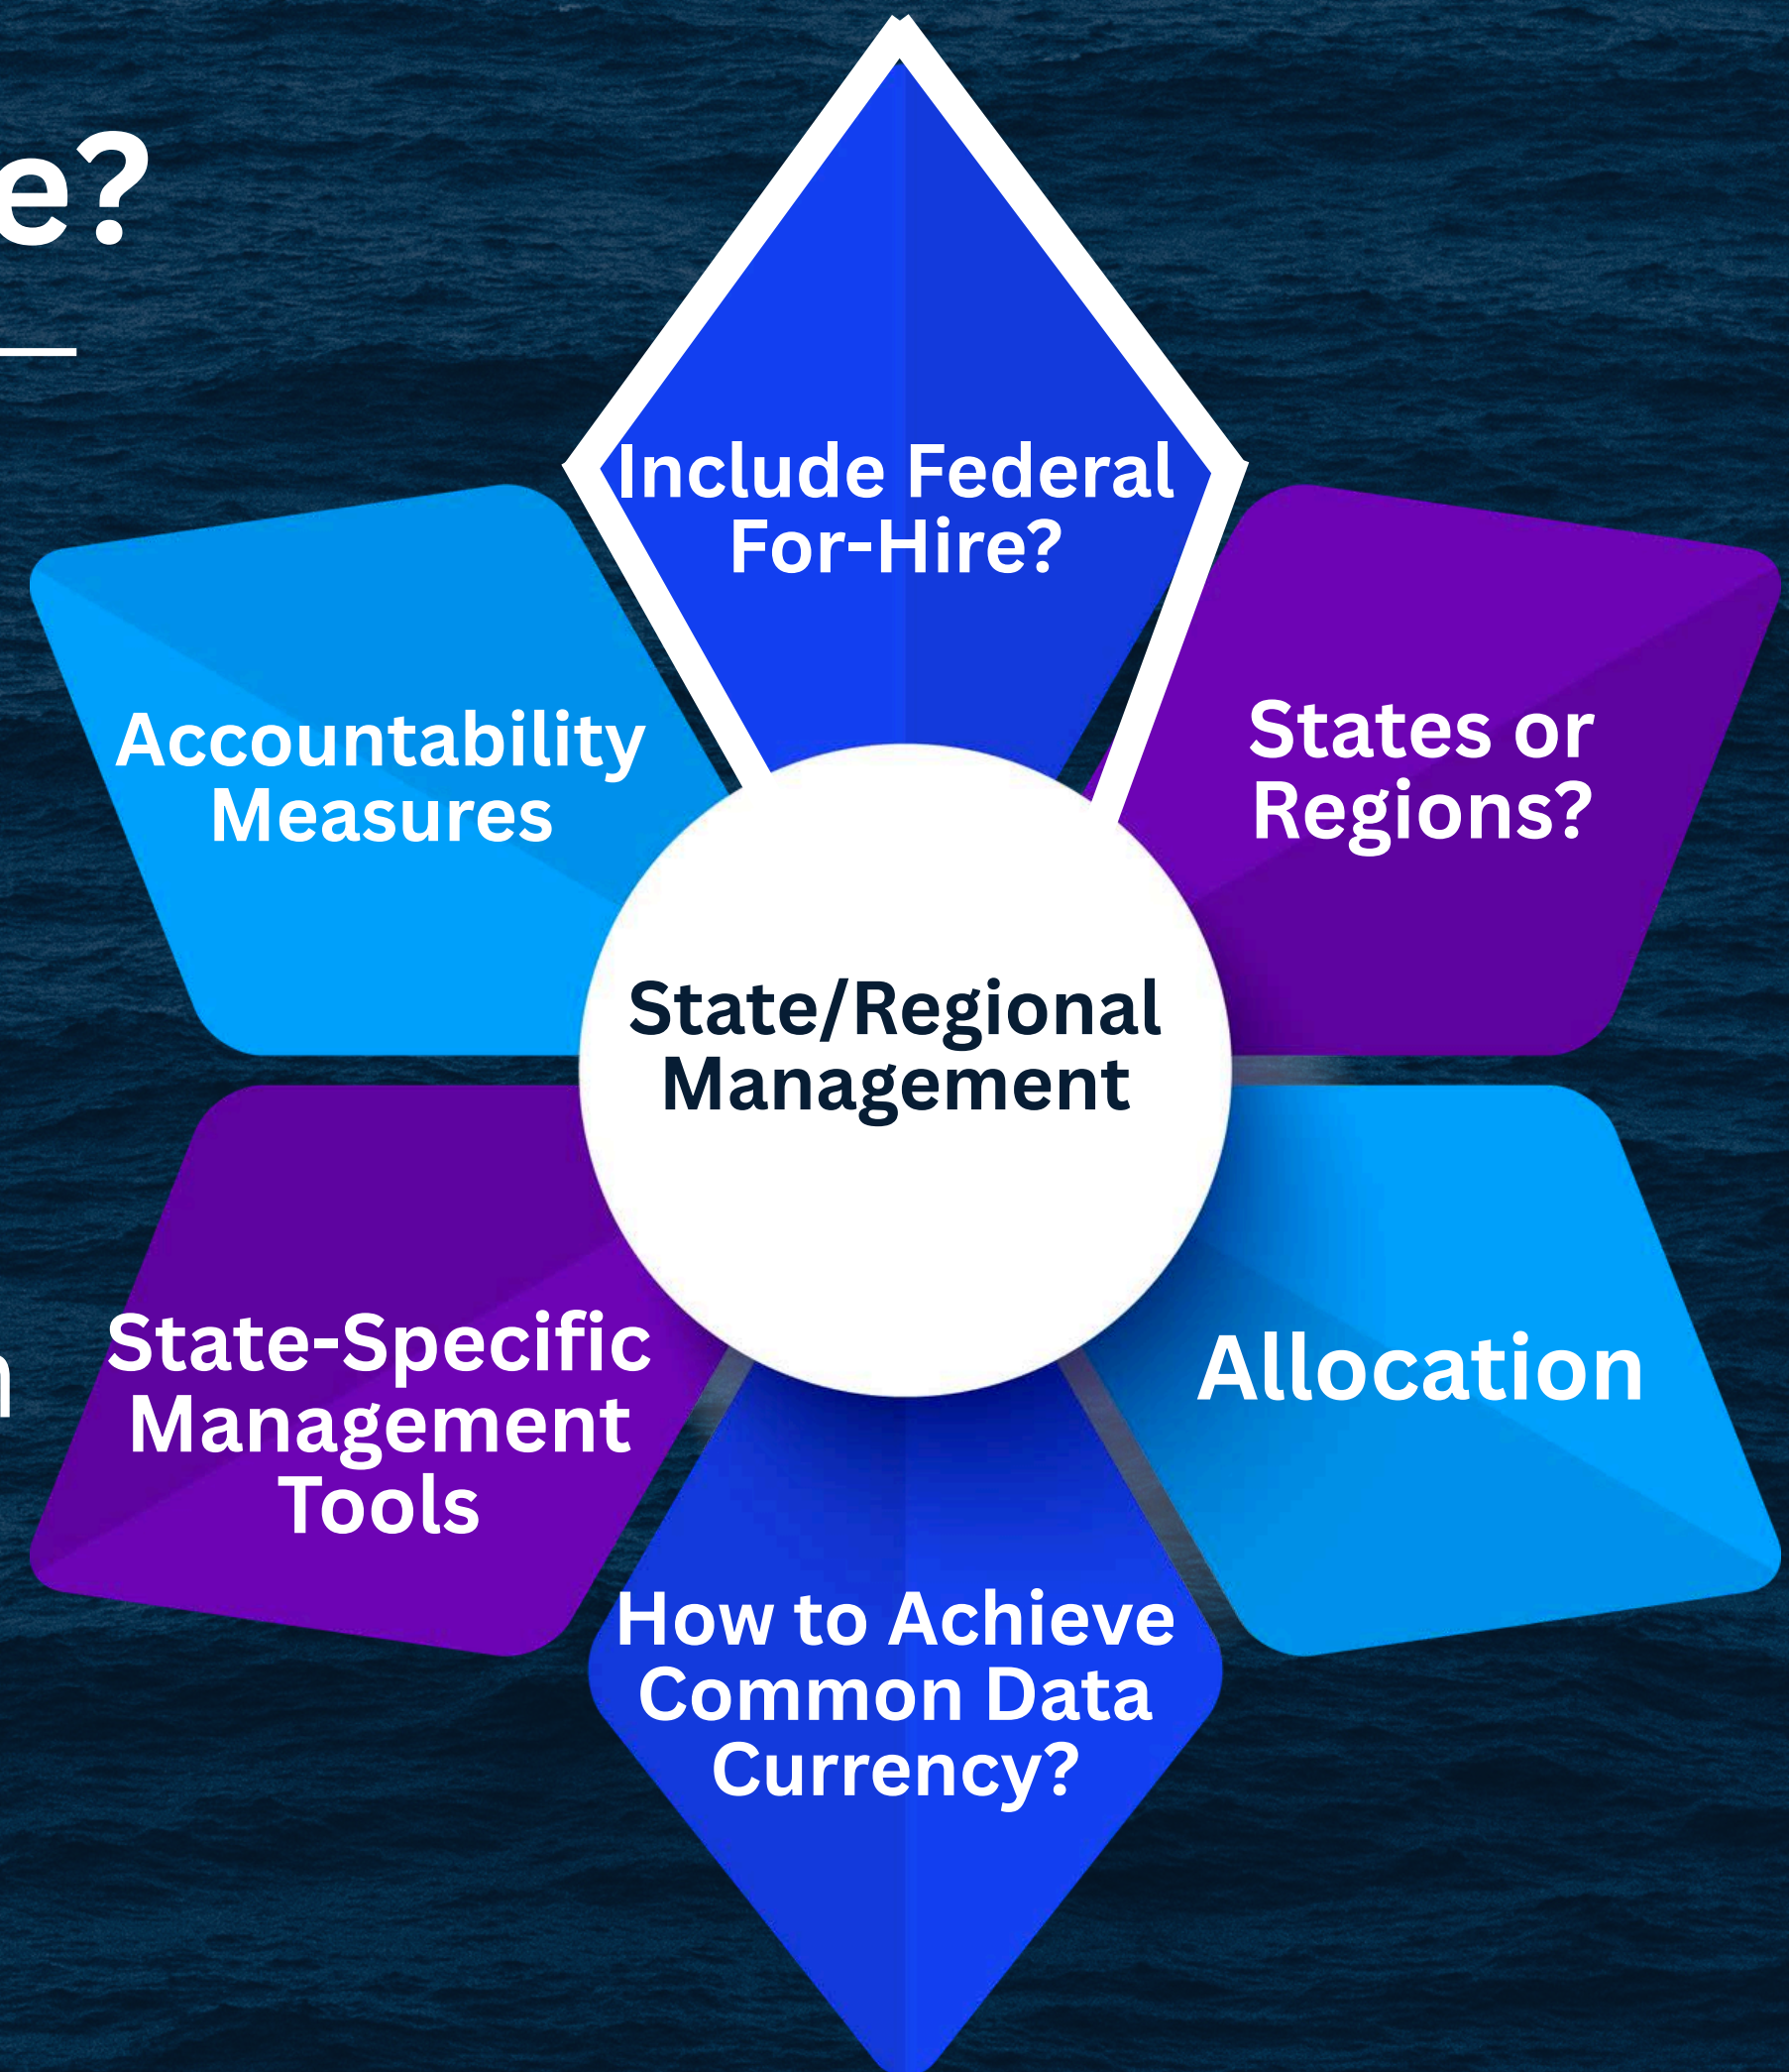 e?
Include Federal
For-Hire?
States or
Regions?
Accountability
Measures
State/Regional
Management
Allocation
State-Specific
Management
Tools
How to Achieve
Common Data
Currency?